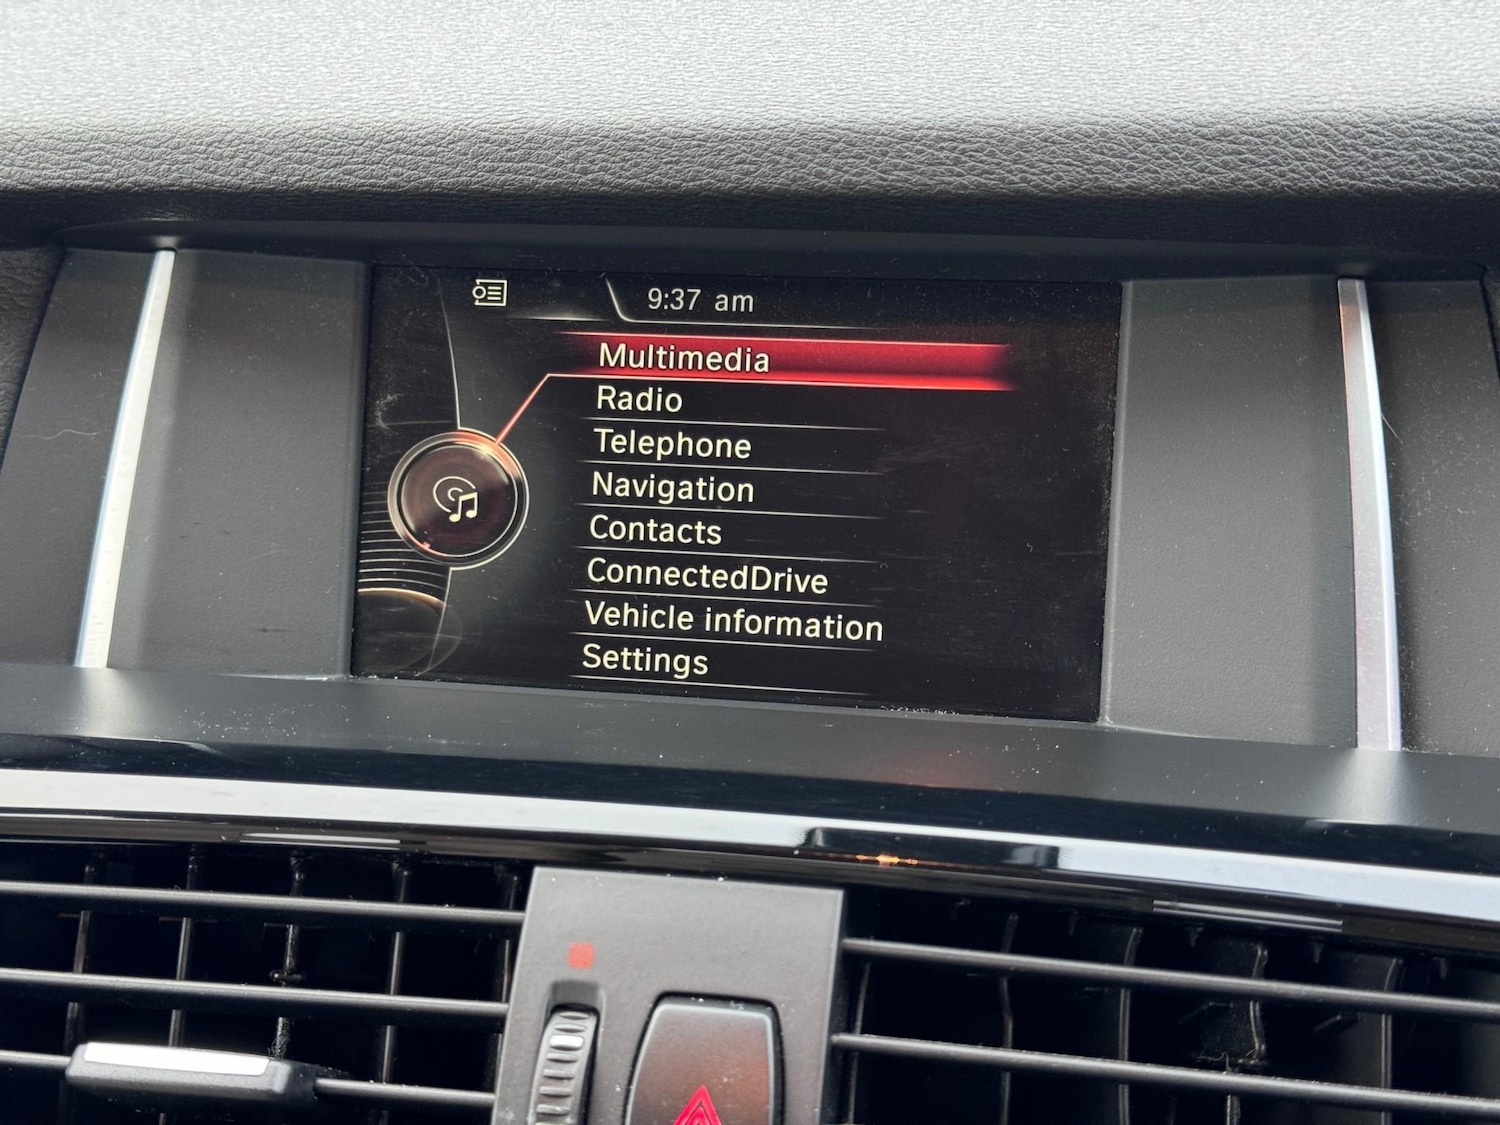 9:37 am
Multimedia
Radio
Telephone
Navigation
Contacts
ConnectedDrive
Vehicle information
Settings